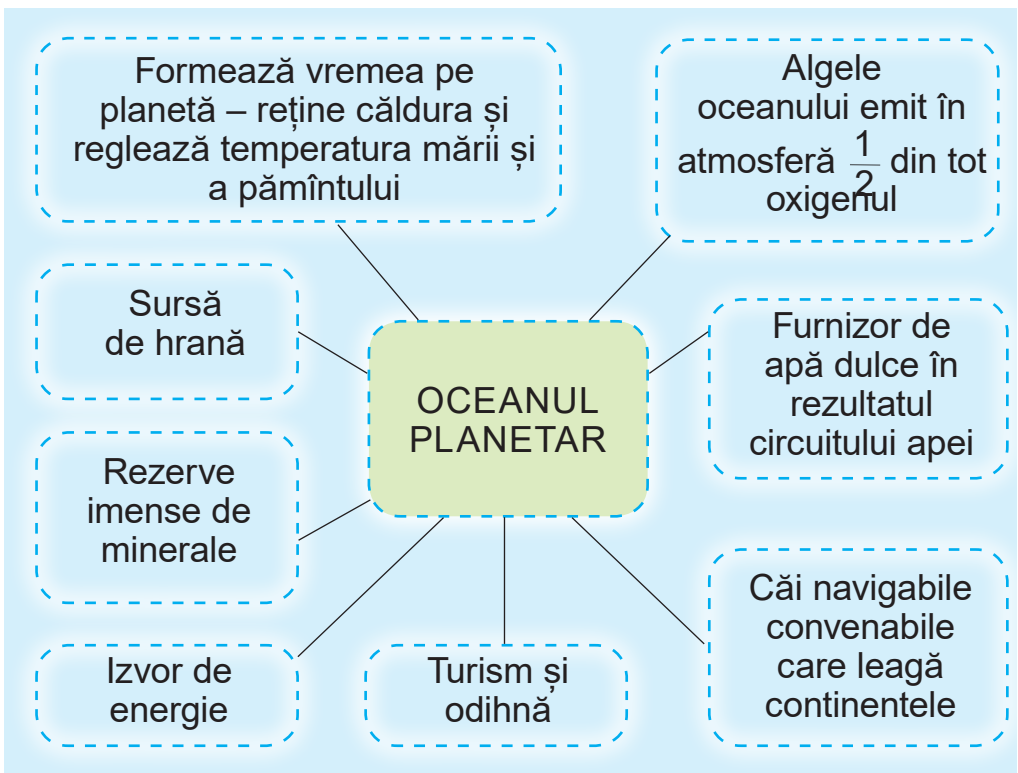 Formează vremea pe
planetă – reține căldura și
reglează temperatura mării și
a pămîntului
Algele
oceanului emit în
atmosferă 1/2 din tot
oxigenul
Sursă
de hrană
OCEANUL
PLANETAR
Furnizor de
apă dulce în
rezultatul
circuitului apei
Rezerve
imense de
minerale
Izvor de
energie
Turism și
odihnă
Căi navigabile
convenabile
care leagă
continentele